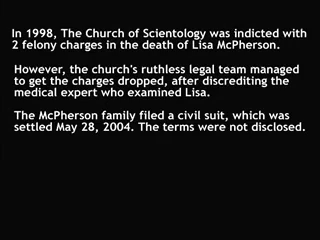 In 1998, The Church of Scientology was indicted with
2 felony charges in the death of Lisa McPherson.
However, the church's ruthless legal team managed
to get the charges dropped, after discrediting the
medical expert who examined Lisa.
The McPherson family filed a civil suit, which was
settled May 28, 2004. The terms were not disclosed.